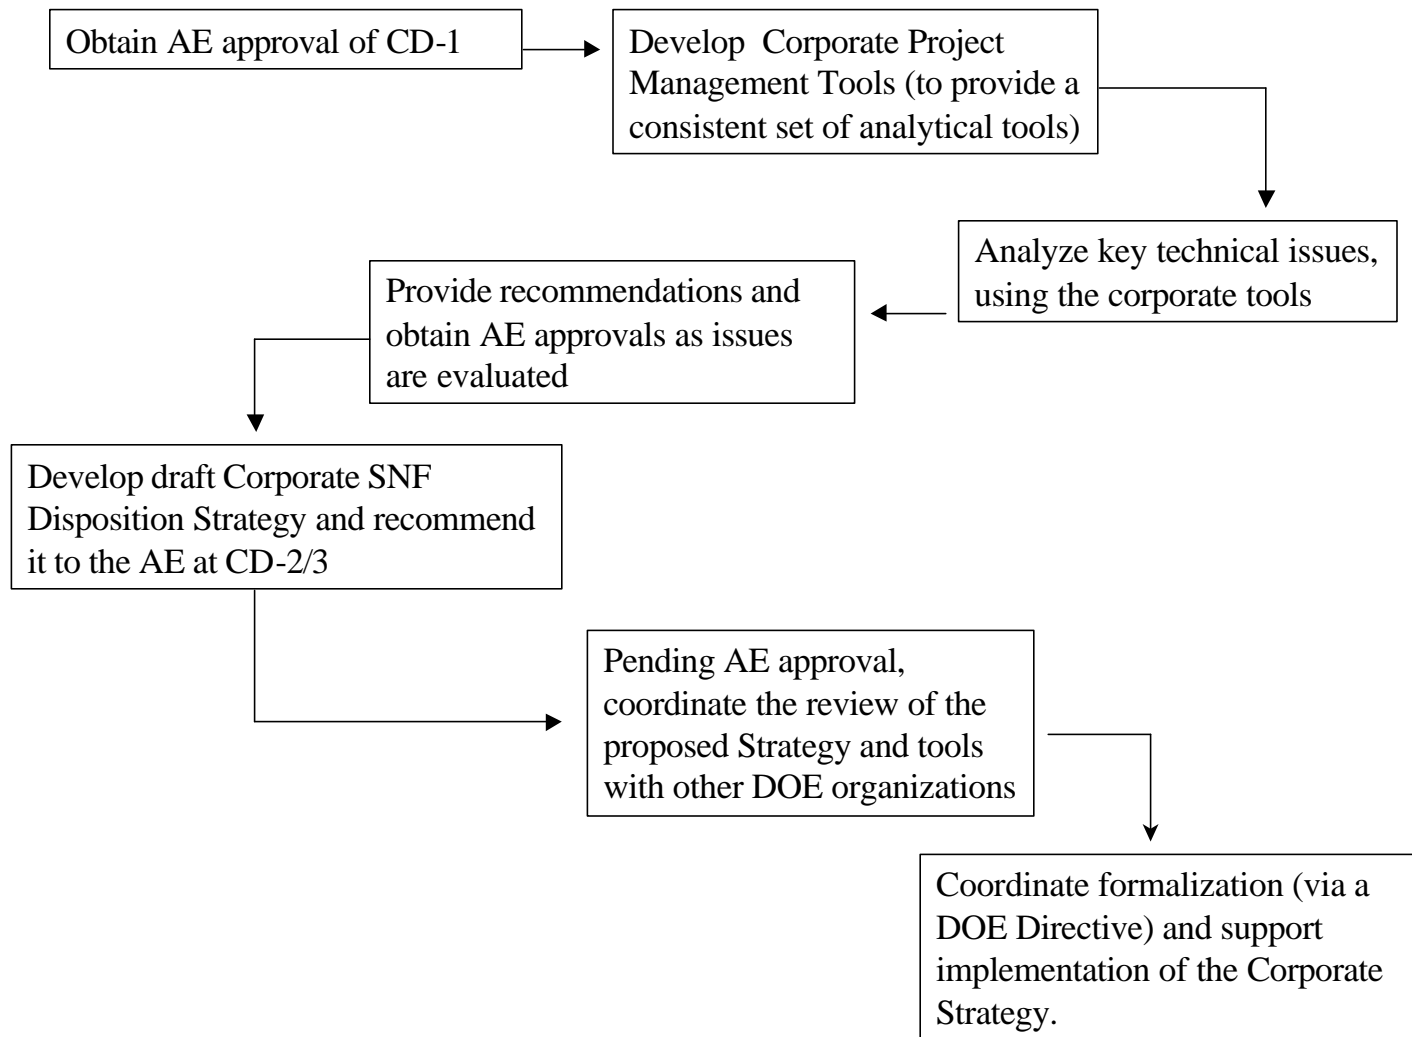 Obtain AE approval of CD-1
Develop  Corporate Project
Management Tools (to provide a
consistent set of analytical tools)
Analyze key technical issues,
using the corporate tools
Provide recommendations and
obtain AE approvals as issues
are evaluated
Develop draft Corporate SNF
Disposition Strategy and recommend
it to the AE at CD-2/3
Pending AE approval,
coordinate the review of the
proposed Strategy and tools
with other DOE organizations
Coordinate formalization (via a
DOE Directive) and support
implementation of the Corporate
Strategy.